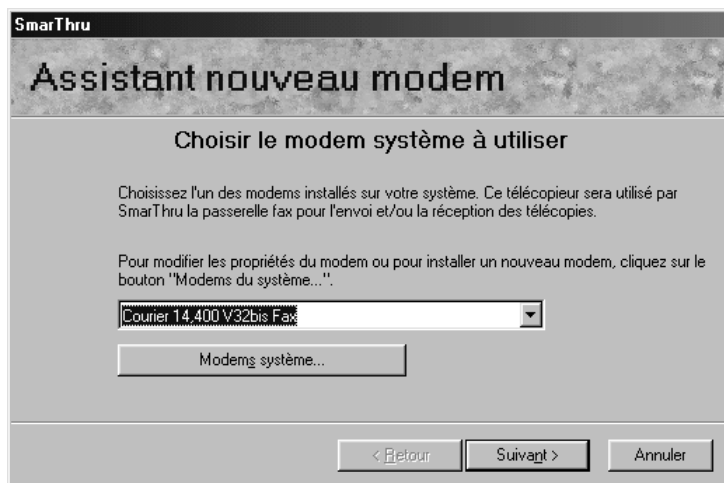 SmarThru
Assistant nouveau modem
Choisir le modem système à utiliser
Choisissez l'un des modems installés sur votre système. Ce télécopieur sera utilisé par
SmarThru la passerelle fax pour l'envoi et/ou la réception des télécopies.
Pour modifier les propriétés du modem ou pour installer un nouveau modem, cliquez sur le
bouton "Modems du système...".
Courier 14,400 V32bis Fax
Modems système...
< Retour
Suivant >
Annuler